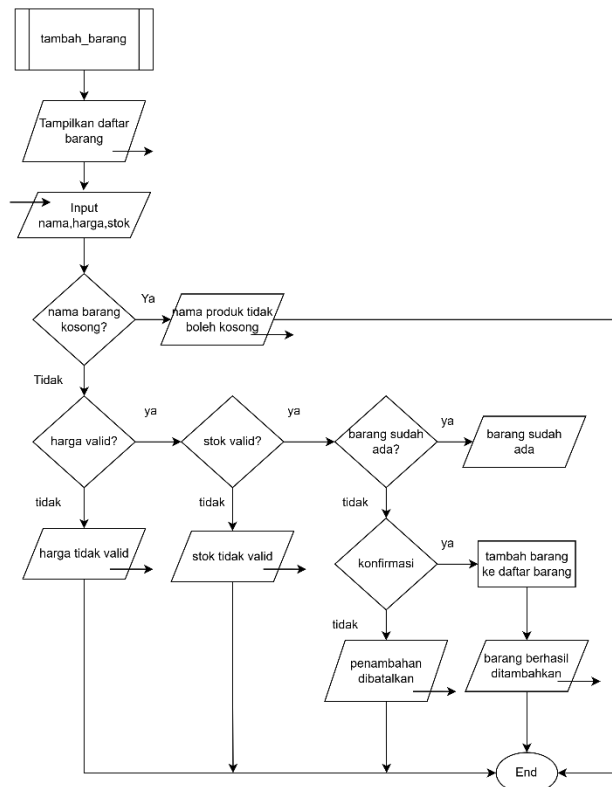 tambah_barang
Tampilkan daftar
barang
Input
nama,harga,stok
nama barang
kosong?
Ya
nama produk tidak
boleh kosong
Tidak
harga valid?
ya
stok valid?
ya
barang sudah
ada?
ya
barang sudah
ada
tidak
tidak
tidak
harga tidak valid
stok tidak valid
konfirmasi
ya
tambah barang
ke daftar barang
tidak
penambahan
dibatalkan
barang berhasil
ditambahkan
End